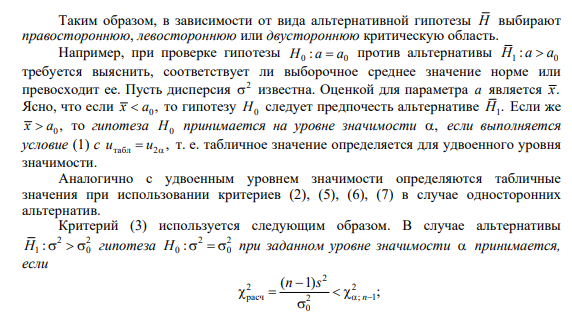 Таким образом, в зависимости от вида альтернативной гипотезы H̅ выбирают
правостороннюю, левостороннюю или двустороннюю критическую область.
Например, при проверке гипотезы H₀ : a = a₀ против альтернативы H̅₁ : a > a₀
требуется выяснить, соответствует ли выборочное среднее значение норме или
превосходит ее. Пусть дисперсия σ² известна. Оценкой для параметра a является x̅.
Ясно, что если x̅ < a₀, то гипотезу H₀ следует предпочесть альтернативе H̅₁. Если же
x̅ > a₀, то гипотеза H₀ принимается на уровне значимости α, если выполняется
условие (1) с u_табл = u_2α, т. е. табличное значение определяется для удвоенного уровня
значимости.
Аналогично с удвоенным уровнем значимости определяются табличные
значения при использовании критериев (2), (5), (6), (7) в случае односторонних
альтернатив.
Критерий (3) используется следующим образом. В случае альтернативы
H̅₁ : σ² > σ₀² гипотеза H₀ : σ² = σ₀² при заданном уровне значимости α принимается,
если
χ²_расч = (n − 1)s² / σ₀² < χ²_α; n−1;